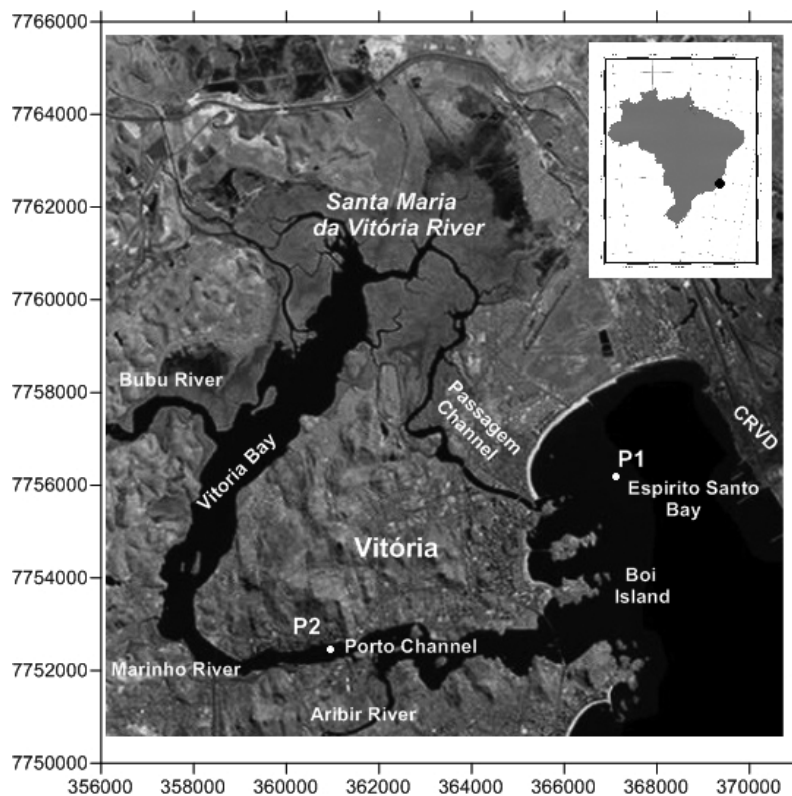 7766000
7764000
7762000
7760000
7758000
7756000
7754000
7752000
7750000
Santa Maria
da Vitória River
Bubu River
Passagem
Channel
CRVD
Vitoria Bay
P1
Espirito Santo
Bay
Vitória
Boi
Island
P2
Porto Channel
Marinho River
Aribir River
356000 358000 360000 362000 364000 366000 368000 370000